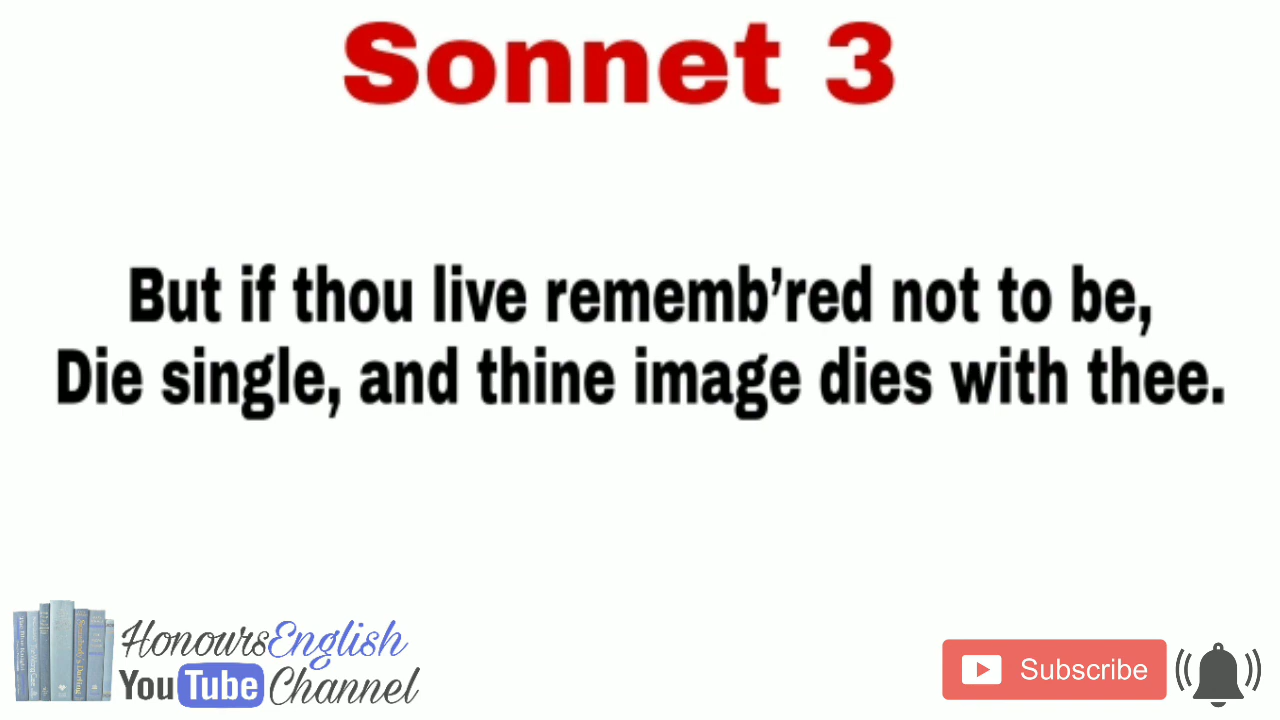 Sonnet 3
But if thou live rememb’red not to be,
Die single, and thine image dies with thee.
HonoursEnglish
YouTube Channel
Subscribe